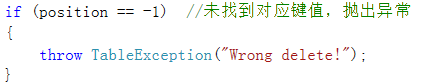 if (position == -1)  //未找到对应键值，抛出异常
{
    throw TableException("Wrong delete!");
}